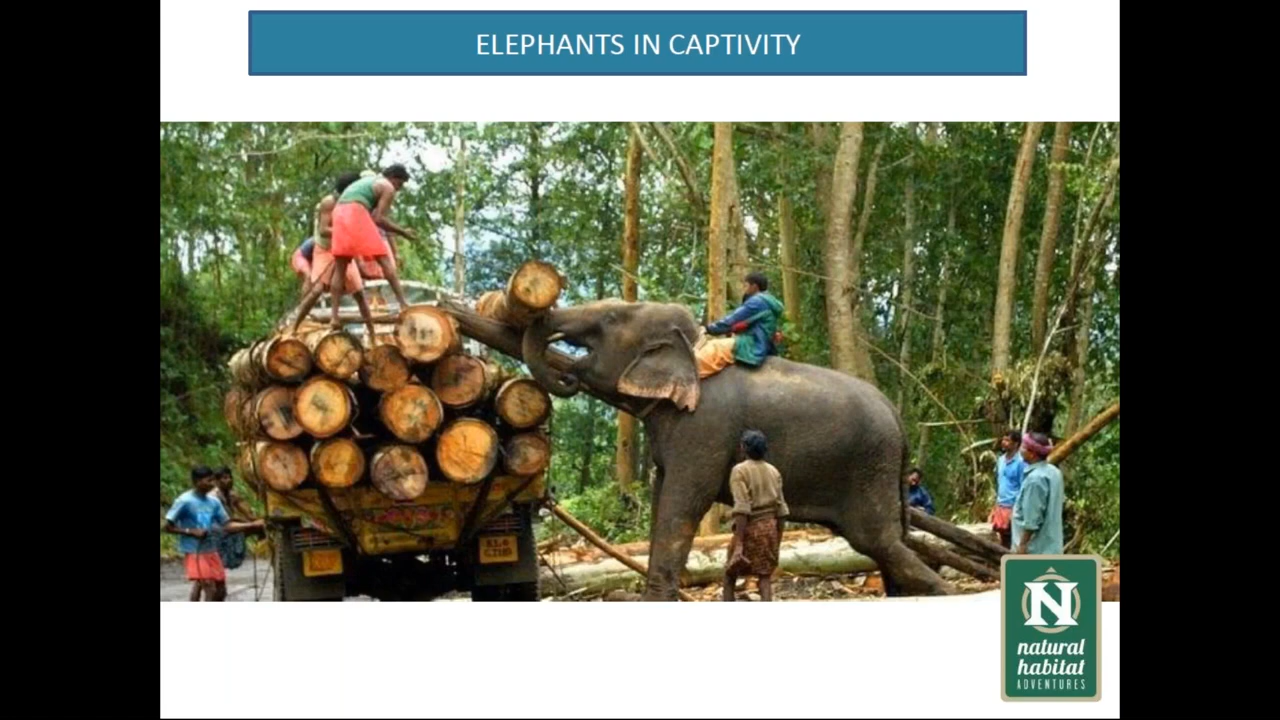 ELEPHANTS IN CAPTIVITY
N
natural
habitat
ADVENTURES